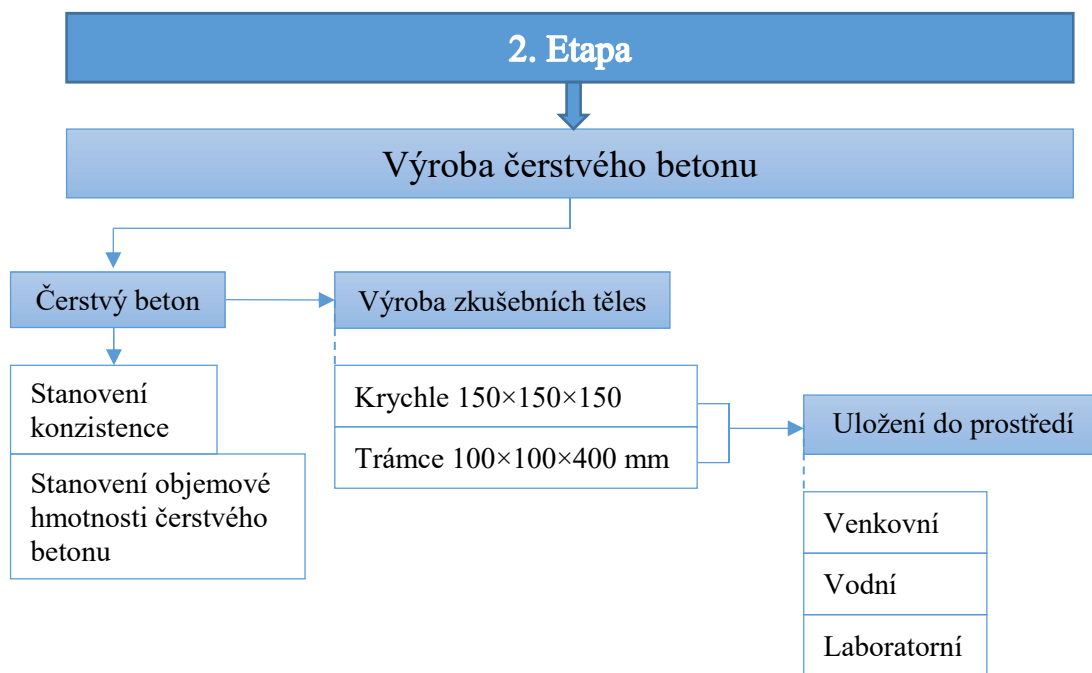 2. Etapa
Výroba čerstvého betonu
Čerstvý beton
Výroba zkušebních těles
Stanovení
konzistence
Stanovení objemové
hmotnosti čerstvého
betonu
Krychle 150×150×150
Trámce 100×100×400 mm
Uložení do prostředí
Venkovní
Vodní
Laboratorní